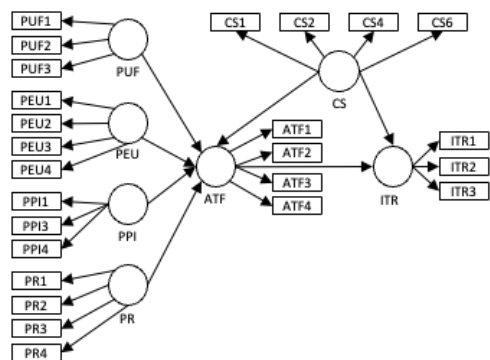 PUF1
PUF2
PUF3
PUF
PEU1
PEU2
PEU3
PEU4
PEU
PPI1
PPI3
PPI4
PPI
PR1
PR2
PR3
PR4
PR
CS1
CS2
CS4
CS6
CS
ATF1
ATF2
ATF3
ATF4
ATF
ITR1
ITR2
ITR3
ITR